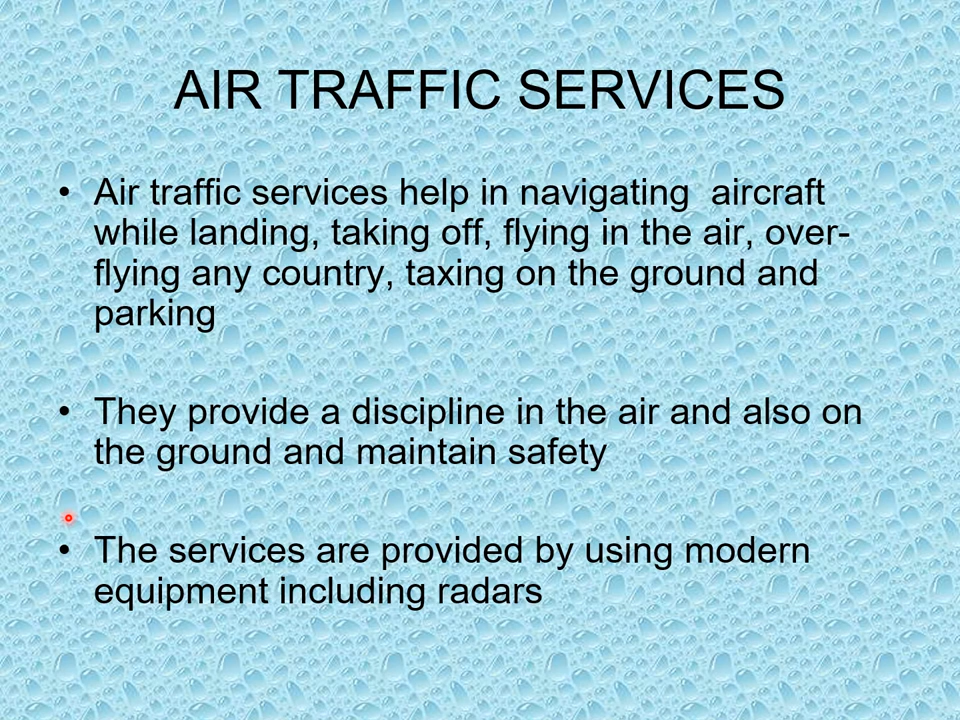 AIR TRAFFIC SERVICES
• Air traffic services help in navigating  aircraft
while landing, taking off, flying in the air, over-
flying any country, taxing on the ground and
parking
• They provide a discipline in the air and also on
the ground and maintain safety
• The services are provided by using modern
equipment including radars